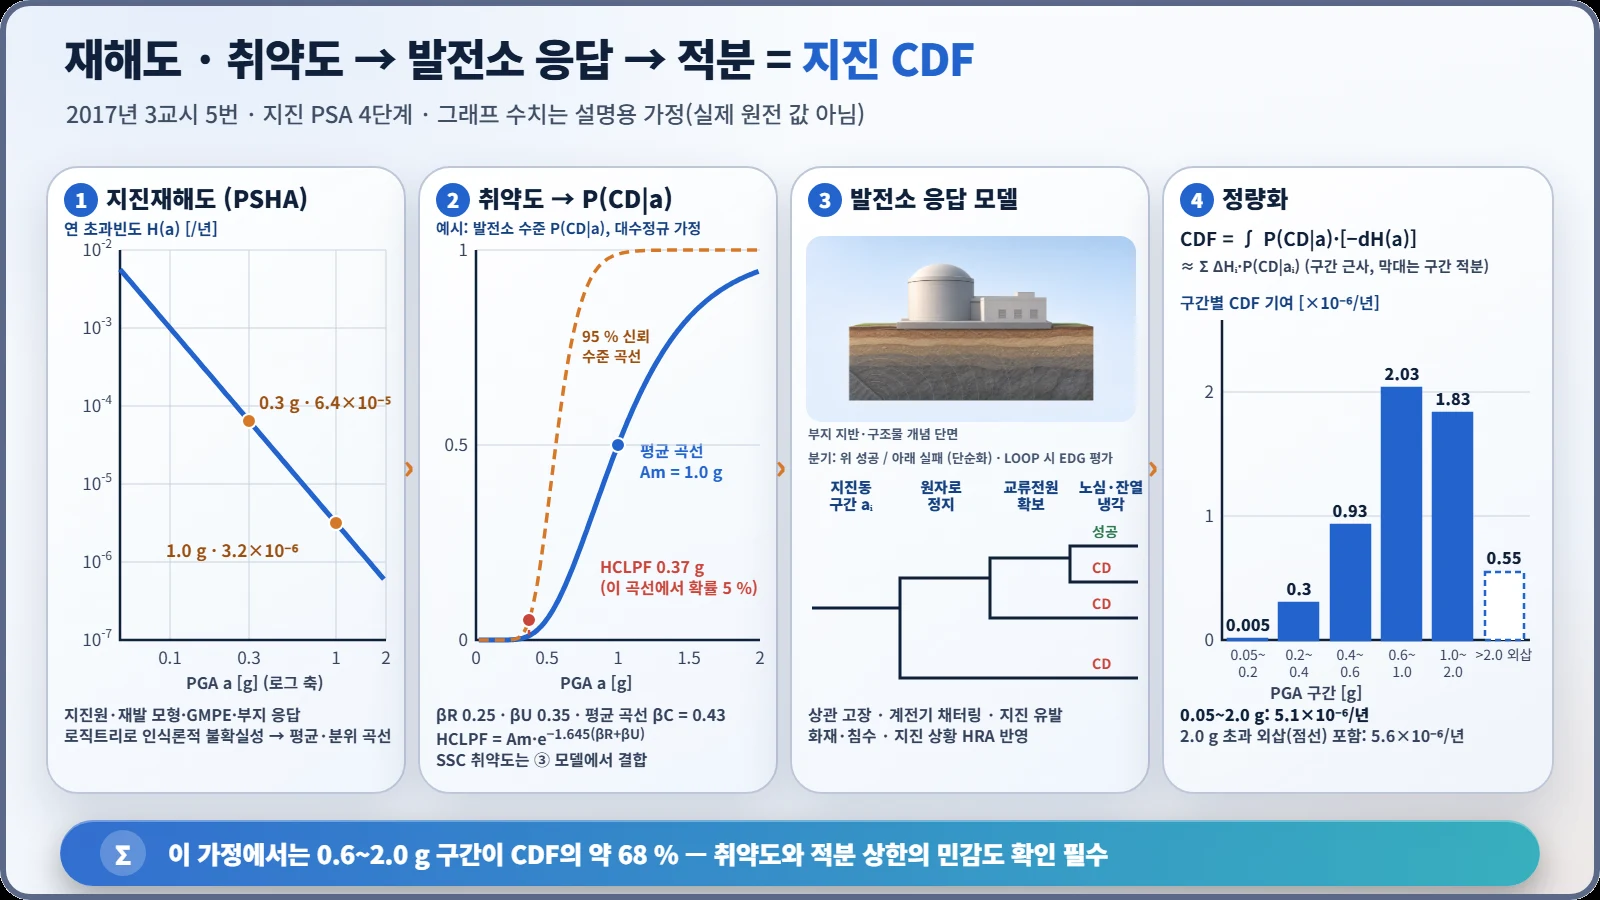 재해도 · 취약도 → 발전소 응답 → 적분 = 지진 CDF
2017년 3교시 5번 · 지진 PSA 4단계 · 그래프 수치는 설명용 가정(실제 원전 값 아님)
1 지진재해도 (PSHA)
연 초과빈도 H(a) [/년]
10⁻²
10⁻³
10⁻⁴
10⁻⁵
10⁻⁶
10⁻⁷
0.3 g · 6.4×10⁻⁵
1.0 g · 3.2×10⁻⁶
0.1 0.3 1 2
PGA a [g] (로그 축)
지진원·재발 모형·GMPE·부지 응답
로직트리로 인식론적 불확실성 → 평균·분위 곡선
2 취약도 → P(CD|a)
예시: 발전소 수준 P(CD|a), 대수정규 가정
1
0.5
0
95 % 신뢰
수준 곡선
평균 곡선
Am = 1.0 g
HCLPF 0.37 g
(이 곡선에서 확률 5 %)
0 0.5 1 1.5 2
PGA a [g]
βR 0.25 · βU 0.35 · 평균 곡선 βC = 0.43
HCLPF = Am·e⁻¹·⁶⁴⁵⁽βR+βU⁾
SSC 취약도는 ③ 모델에서 결합
3 발전소 응답 모델
부지 지반·구조물 개념 단면
분기: 위 성공 / 아래 실패 (단순화) · LOOP 시 EDG 평가
지진동
구간 aᵢ
원자로
정지
교류전원
확보
노심·잔열
냉각
성공
CD
CD
CD
상관 고장 · 계전기 채터링 · 지진 유발
화재·침수 · 지진 상황 HRA 반영
4 정량화
CDF = ∫ P(CD|a)·[−dH(a)]
≈ Σ ΔHᵢ·P(CD|aᵢ) (구간 근사, 막대는 구간 적분)
구간별 CDF 기여 [×10⁻⁶/년]
2
1
0
0.005
0.3
0.93
2.03
1.83
0.55
0.05~ 0.2~ 0.4~ 0.6~ 1.0~ >2.0 외삽
0.2 0.4 0.6 1.0 2.0
PGA 구간 [g]
0.05~2.0 g: 5.1×10⁻⁶/년
2.0 g 초과 외삽(점선) 포함: 5.6×10⁻⁶/년
Σ 이 가정에서는 0.6~2.0 g 구간이 CDF의 약 68 % — 취약도와 적분 상한의 민감도 확인 필수